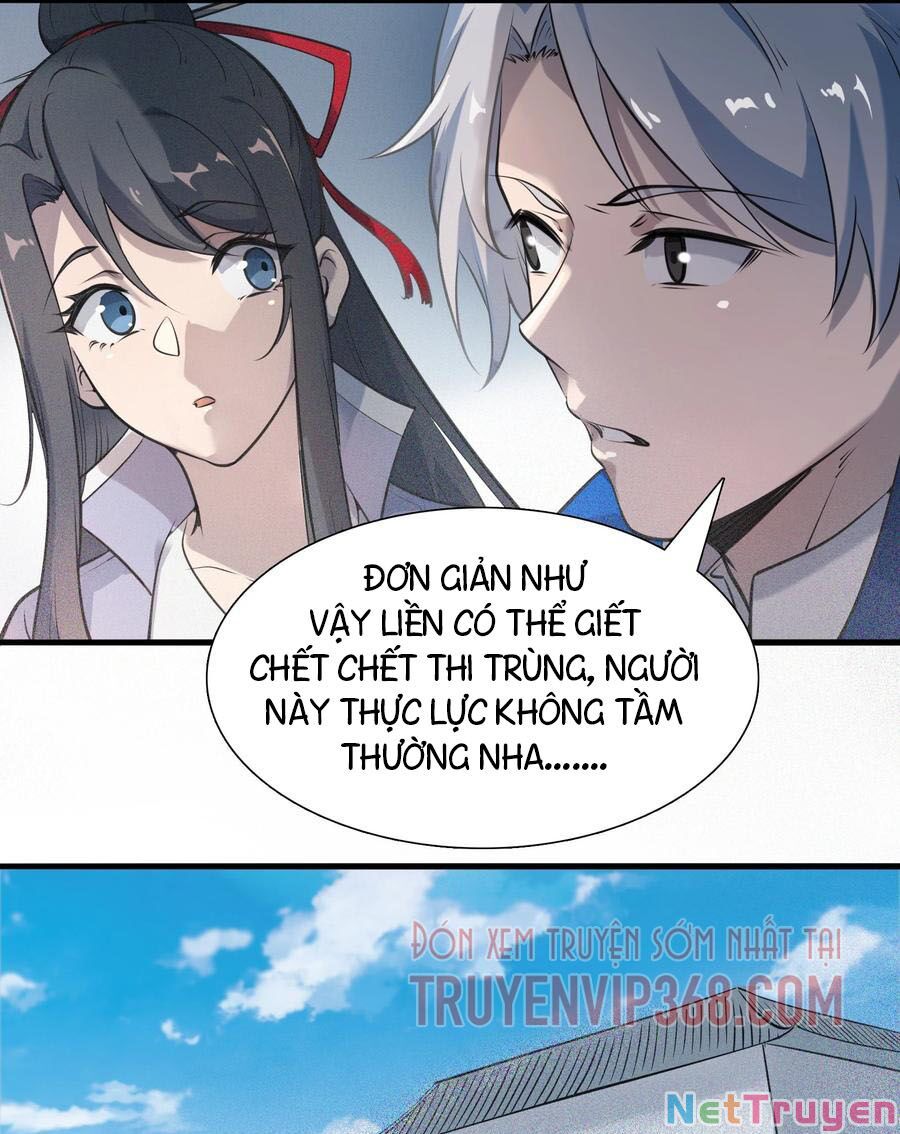 ĐƠN GIẢN NHƯ
VẬY LIỀN CÓ THỂ GIẾT
CHẾT CHẾT THI TRÙNG, NGƯỜI
NÀY THỰC LỰC KHÔNG TẦM
THƯỜNG NHA.......
ĐÓN XEM TRUYỆN SỚM NHẤT TẠI
TRUYENVIP368.COM
NetTruyen